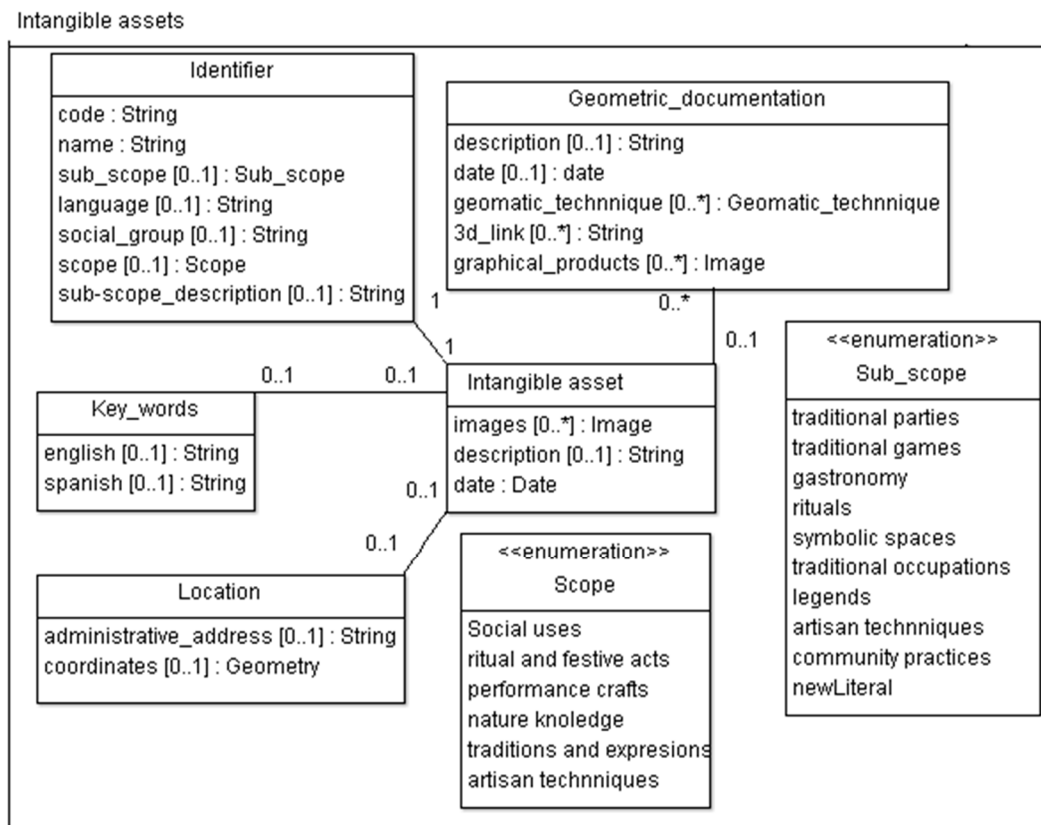 Intangible assets
Identifier
code : String
name : String
sub_scope [0..1] : Sub_scope
language [0..1] : String
social_group [0..1] : String
scope [0..1] : Scope
sub-scope_description [0..1] : String
Geometric_documentation
description [0..1] : String
date [0..1] : date
geomatic_technnique [0..*] : Geomatic_technnique
3d_link [0..*] : String
graphical_products [0..*] : Image
1
1
0..*
0..1
0..1
0..1
Key_words
english [0..1] : String
spanish [0..1] : String
Intangible asset
images [0..*] : Image
description [0..1] : String
date : Date
0..1
0..1
Location
administrative_address [0..1] : String
coordinates [0..1] : Geometry
<<enumeration>>
Scope
Social uses
ritual and festive acts
performance crafts
nature knoledge
traditions and expresions
artisan technniques
<<enumeration>>
Sub_scope
traditional parties
traditional games
gastronomy
rituals
symbolic spaces
traditional occupations
legends
artisan technniques
community practices
newLiteral